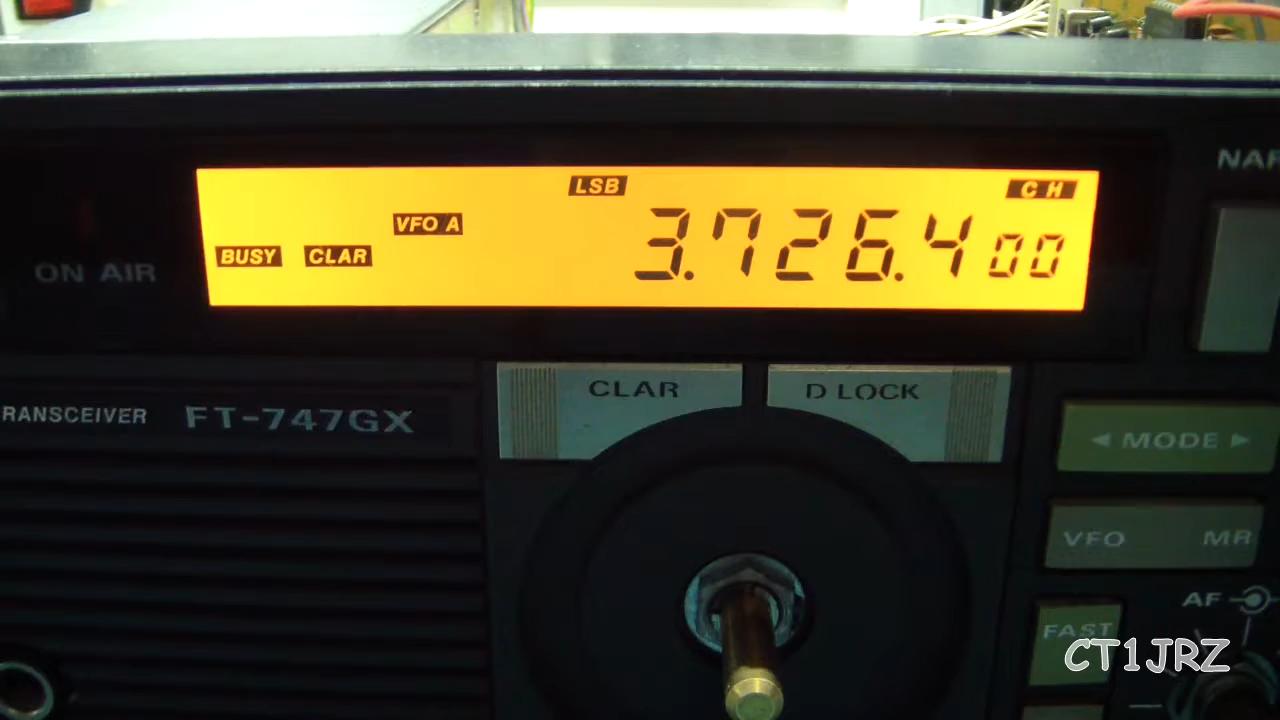 NAR
LSB
CH
VFO A
3.726.400
BUSY
CLAR
ON AIR
CLAR
D LOCK
RANSCEIVER
FT-747GX
◄ MODE ►
VFO
MR
AF
FAST
CT1JRZ